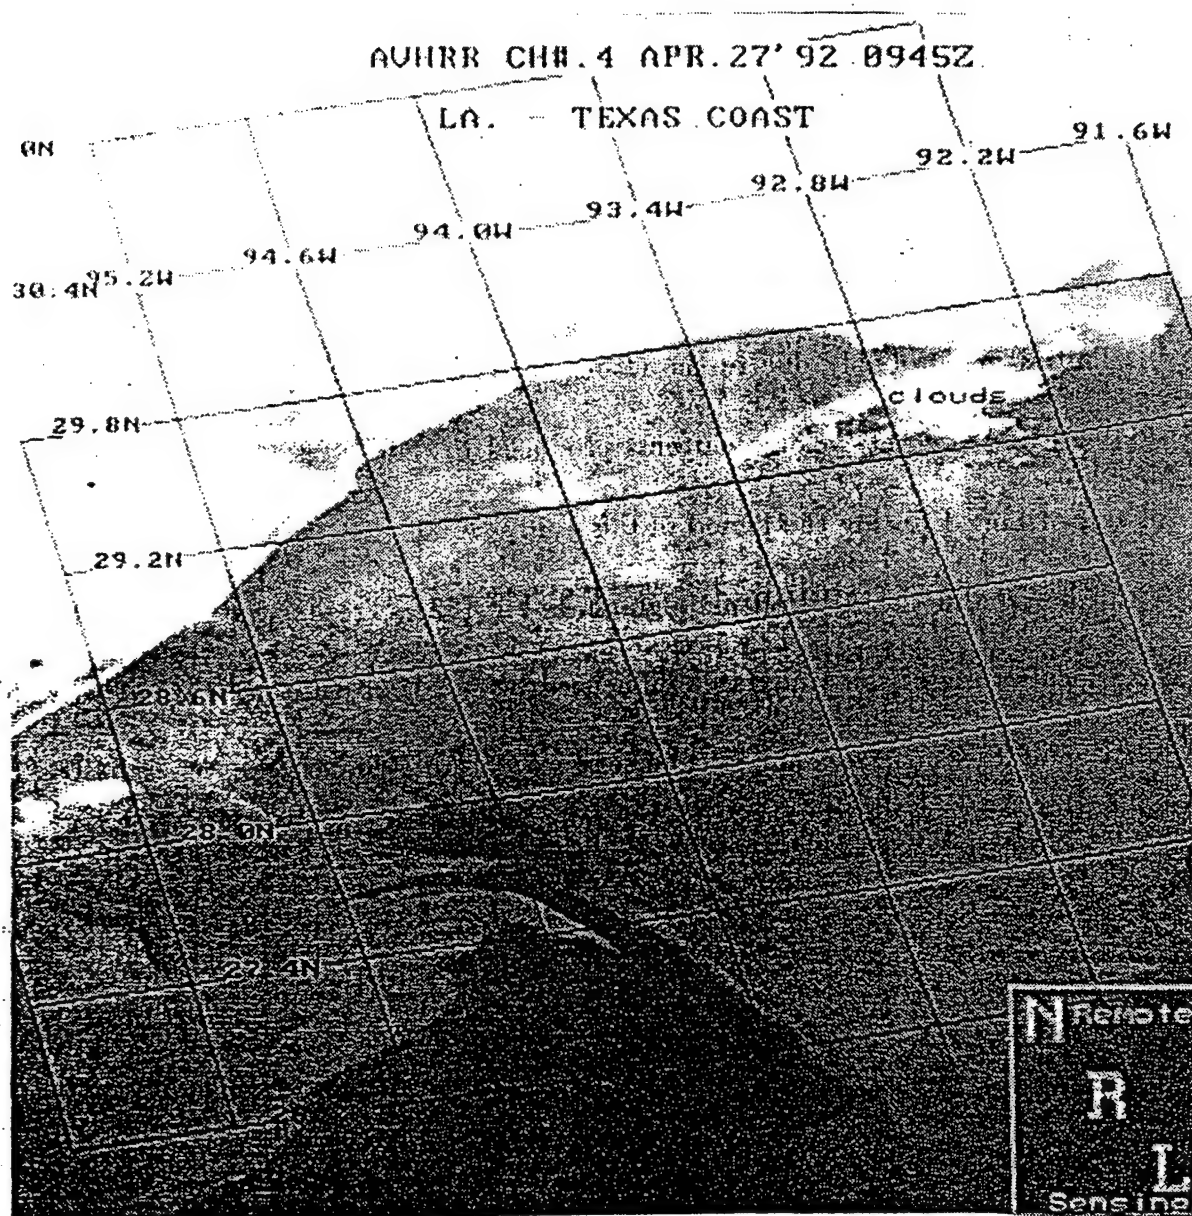 AVHRR CH#.4 APR.27'92 0945Z
LA. - TEXAS COAST
0N
91.6W
92.2W
92.8W
93.4W
94.0W
94.6W
95.2W
30.4N
clouds
29.8N
29.2N
28.6N
28.0N
27.4N
N Remote
R
L
Sensing